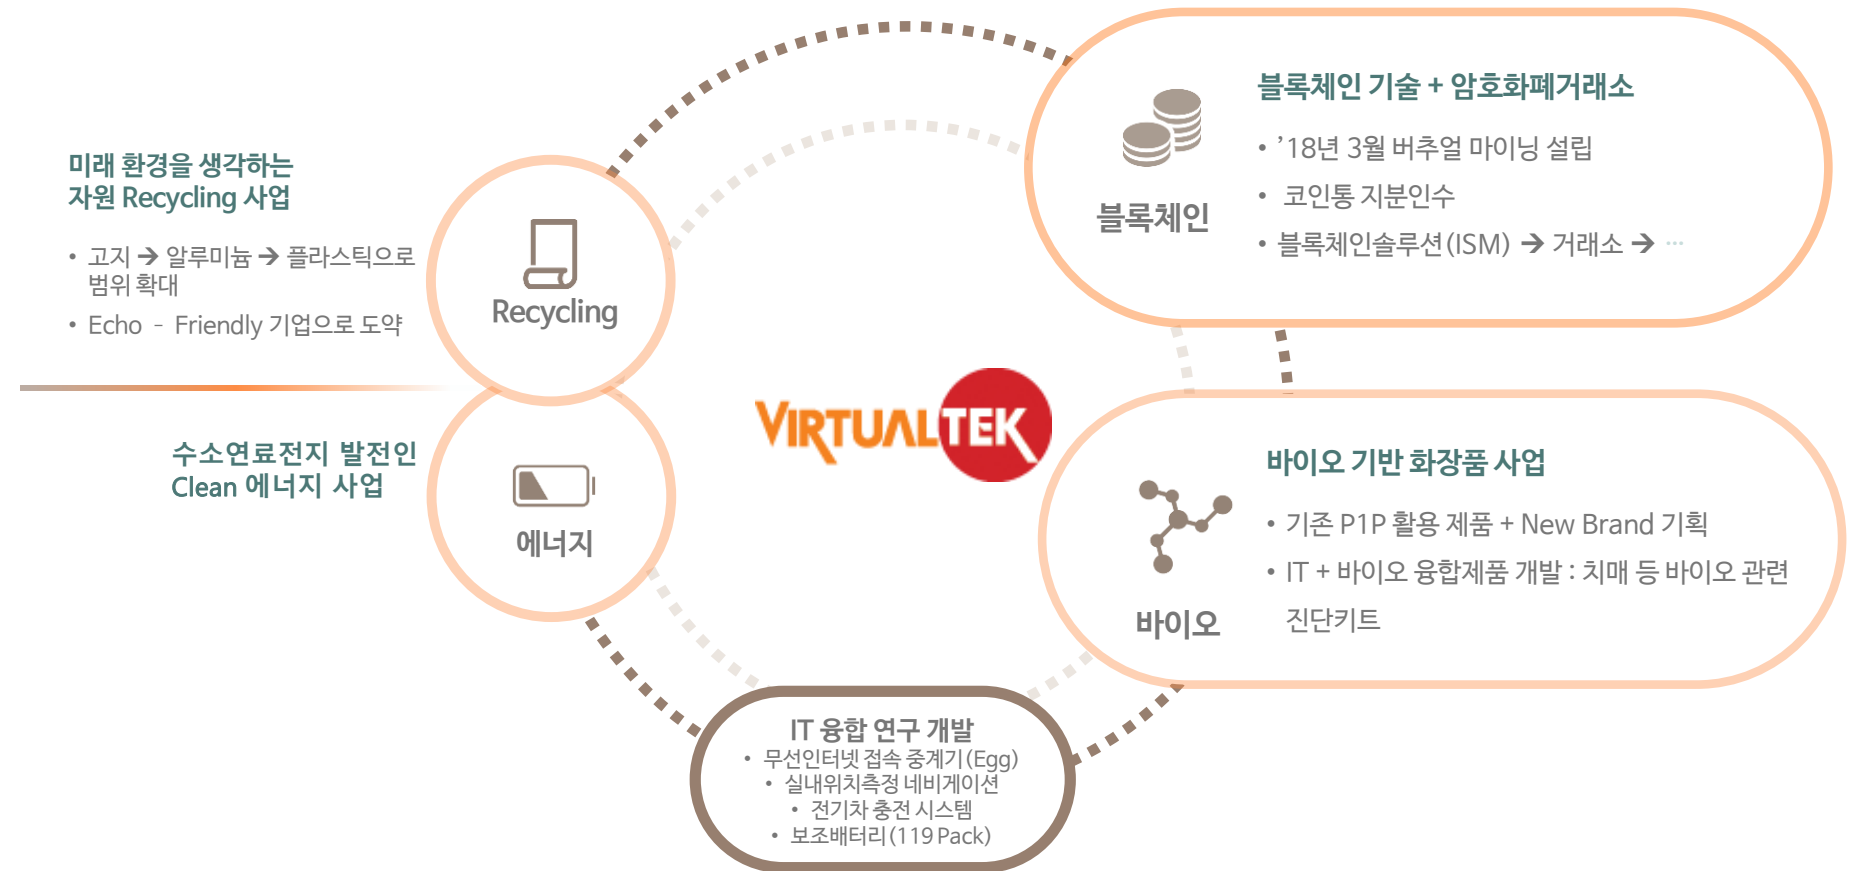 미래 환경을 생각하는
자원 Recycling 사업
• 고지 ➔ 알루미늄 ➔ 플라스틱으로
범위 확대
• Echo - Friendly 기업으로 도약
Recycling
수소연료전지 발전인
Clean 에너지 사업
에너지
VIRTUALTEK
블록체인
블록체인 기술 + 암호화폐거래소
• ’18년 3월 버추얼 마이닝 설립
• 코인통 지분인수
• 블록체인솔루션(ISM) ➔ 거래소 ➔ …
바이오
바이오 기반 화장품 사업
• 기존 P1P 활용 제품 + New Brand 기획
• IT + 바이오 융합제품 개발 : 치매 등 바이오 관련
진단키트
IT 융합 연구 개발
• 무선인터넷 접속 중계기(Egg)
• 실내위치측정 네비게이션
• 전기차 충전 시스템
• 보조배터리(119 Pack)